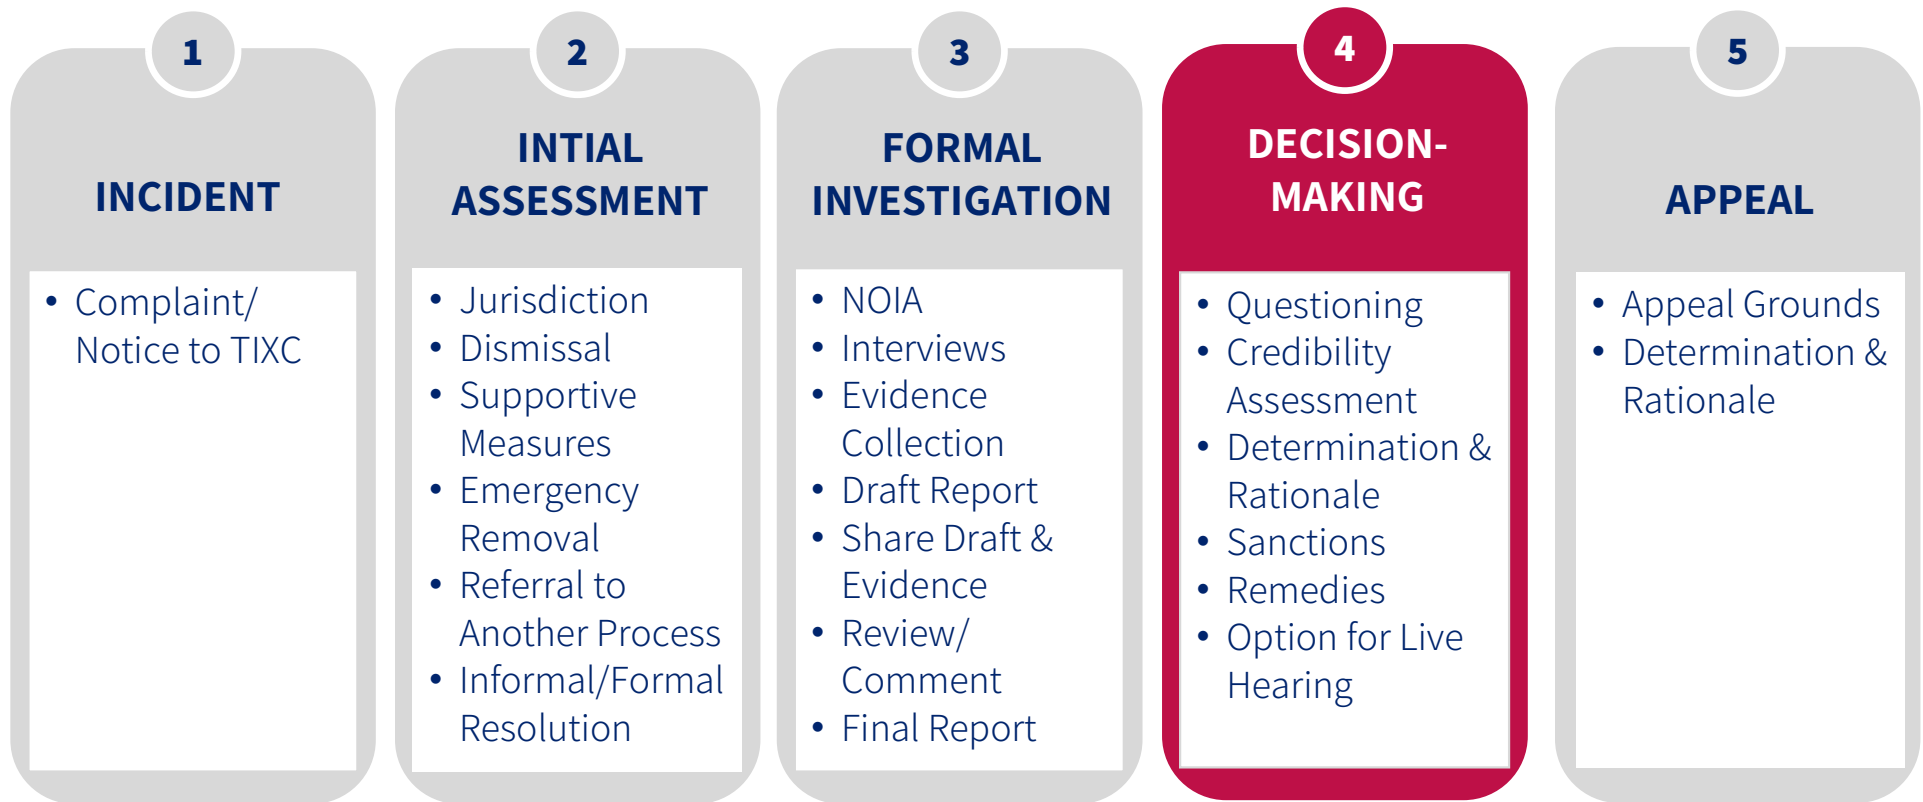 1
INCIDENT
• Complaint/
Notice to TIXC
2
INTIAL
ASSESSMENT
• Jurisdiction
• Dismissal
• Supportive
Measures
• Emergency
Removal
• Referral to
Another Process
• Informal/Formal
Resolution
3
FORMAL
INVESTIGATION
• NOIA
• Interviews
• Evidence
Collection
• Draft Report
• Share Draft &
Evidence
• Review/
Comment
• Final Report
4
DECISION-
MAKING
• Questioning
• Credibility
Assessment
• Determination &
Rationale
• Sanctions
• Remedies
• Option for Live
Hearing
5
APPEAL
• Appeal Grounds
• Determination &
Rationale